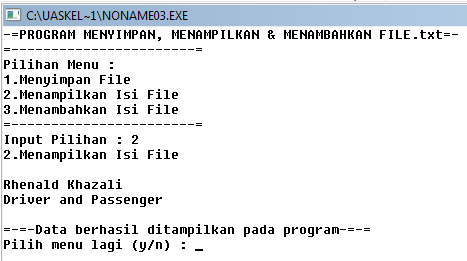 C:\UASKEL~1\NONAME03.EXE
-=PROGRAM MENYIMPAN, MENAMPILKAN & MENAMBAHKAN FILE.txt=-
=-----------------------=
Pilihan Menu :
1.Menyimpan File
2.Menampilkan Isi File
3.Menambahkan Isi File
=-----------------------=
Input Pilihan : 2
2.Menampilkan Isi File
Rhenald Khazali
Driver and Passenger
=-=-Data berhasil ditampilkan pada program-=-=
Pilih menu lagi (y/n) : _